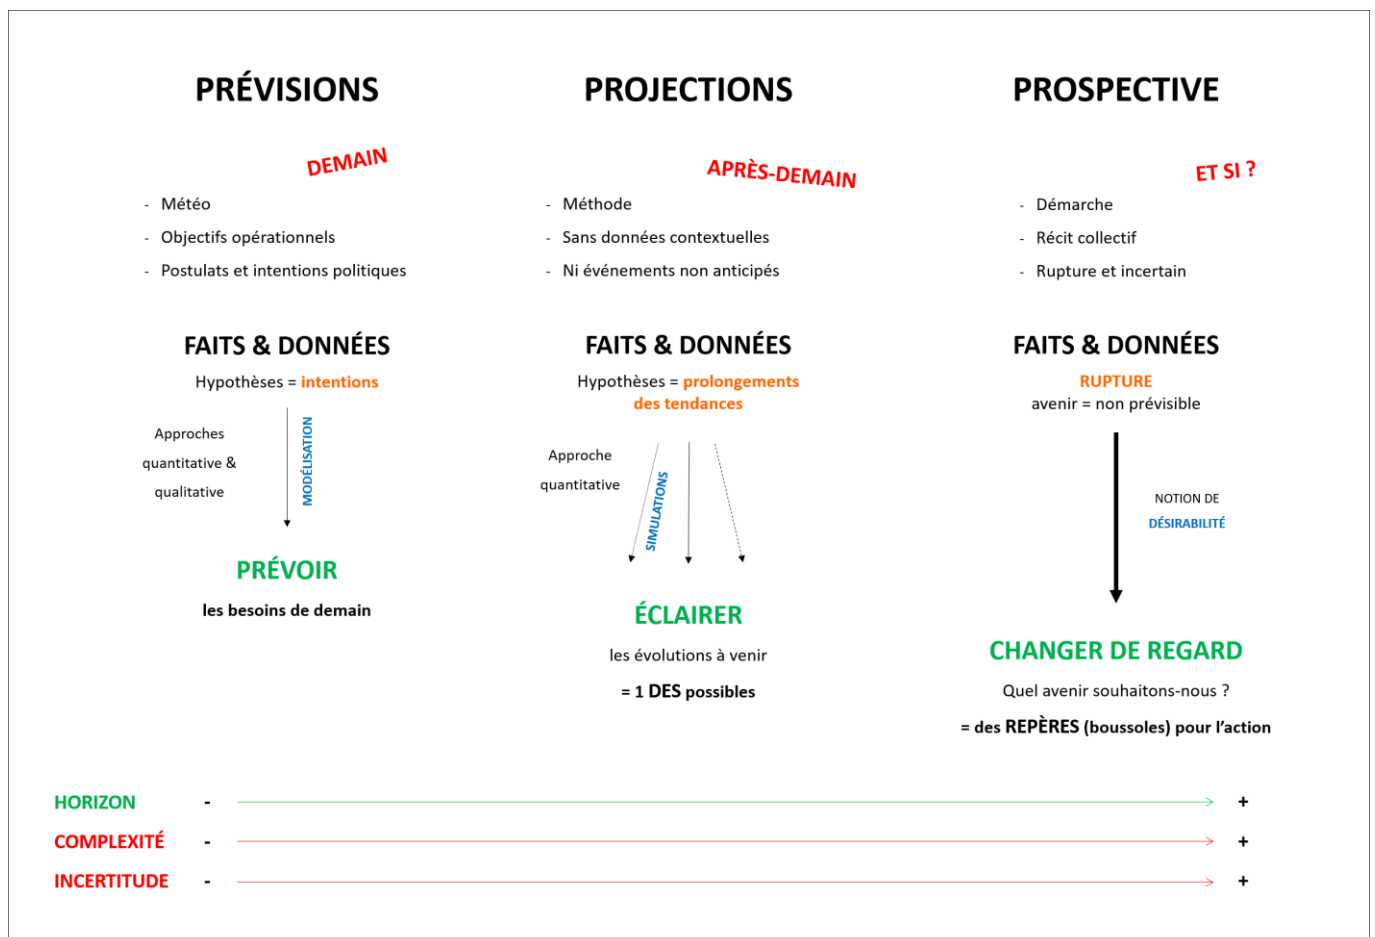 PRÉVISIONS
DEMAIN
- Météo
- Objectifs opérationnels
- Postulats et intentions politiques
FAITS & DONNÉES
Hypothèses = intentions
Approches
quantitative &
qualitative
MODÉLISATION
PRÉVOIR
les besoins de demain
PROJECTIONS
APRÈS-DEMAIN
- Méthode
- Sans données contextuelles
- Ni événements non anticipés
FAITS & DONNÉES
Hypothèses = prolongements
des tendances
Approche
quantitative
SIMULATIONS
ÉCLAIRER
les évolutions à venir
= 1 DES possibles
PROSPECTIVE
ET SI ?
- Démarche
- Récit collectif
- Rupture et incertain
FAITS & DONNÉES
RUPTURE
avenir = non prévisible
NOTION DE
DÉSIRABILITÉ
CHANGER DE REGARD
Quel avenir souhaitons-nous ?
= des REPÈRES (boussoles) pour l'action
HORIZON - +
COMPLEXITÉ - +
INCERTITUDE - +